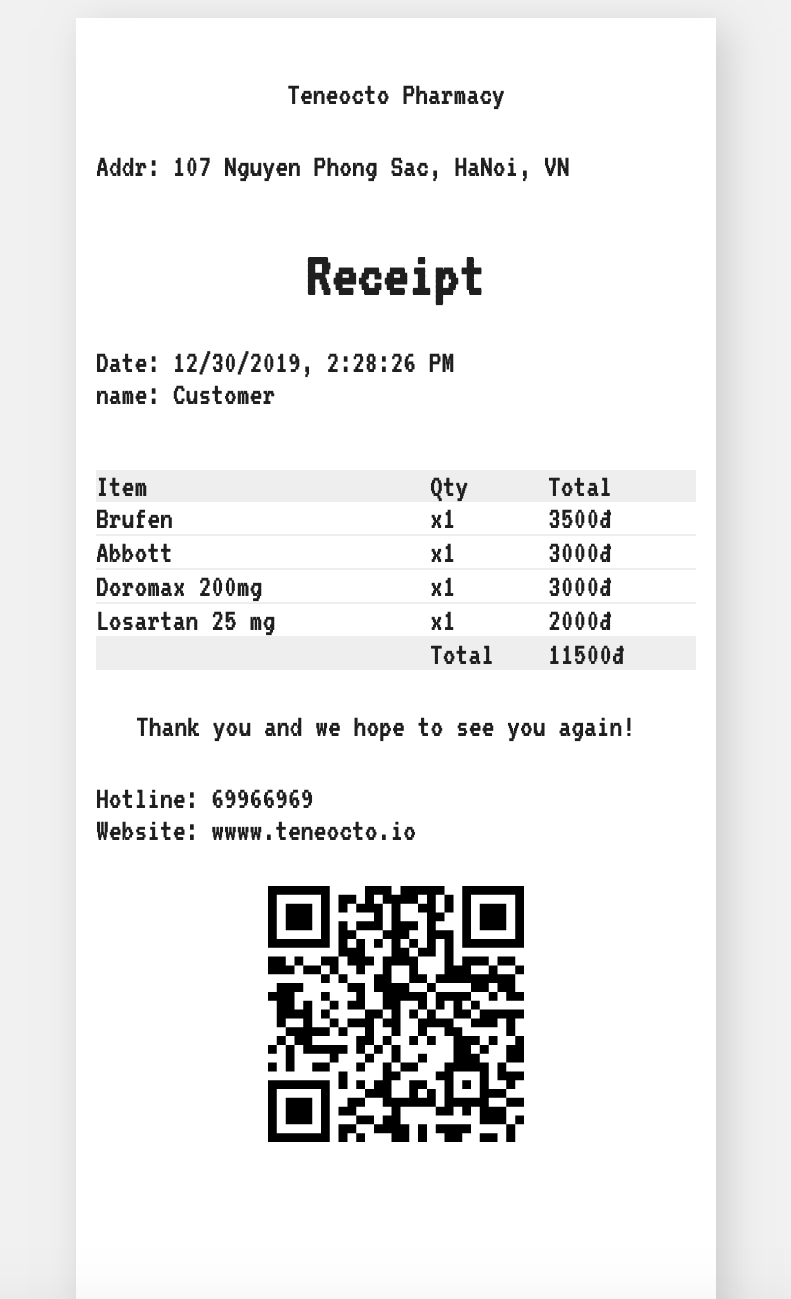 Teneocto Pharmacy
Addr: 107 Nguyen Phong Sac, HaNoi, VN
Receipt
Date: 12/30/2019, 2:28:26 PM
name: Customer
Item Qty Total
Brufen x1 3500đ
Abbott x1 3000đ
Doromax 200mg x1 3000đ
Losartan 25 mg x1 2000đ
Total 11500đ
Thank you and we hope to see you again!
Hotline: 69966969
Website: wwww.teneocto.io